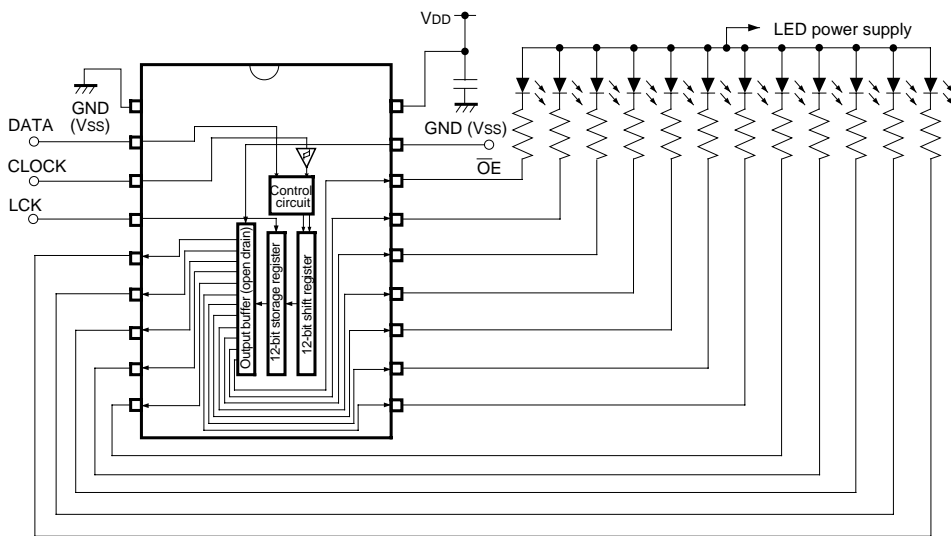 VDD
LED power supply
GND
(VSS)
DATA
GND (VSS)
CLOCK
OE
Control
circuit
LCK
Output buffer (open drain)
12-bit storage register
12-bit shift register